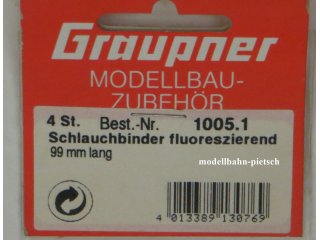 Graupner
MODELLBAU-
ZUBEHÖR
4 St. Best.-Nr. 1005.1
Schlauchbinder fluoreszierend
99 mm lang
modellbahn-pietsch
4 013389 130769